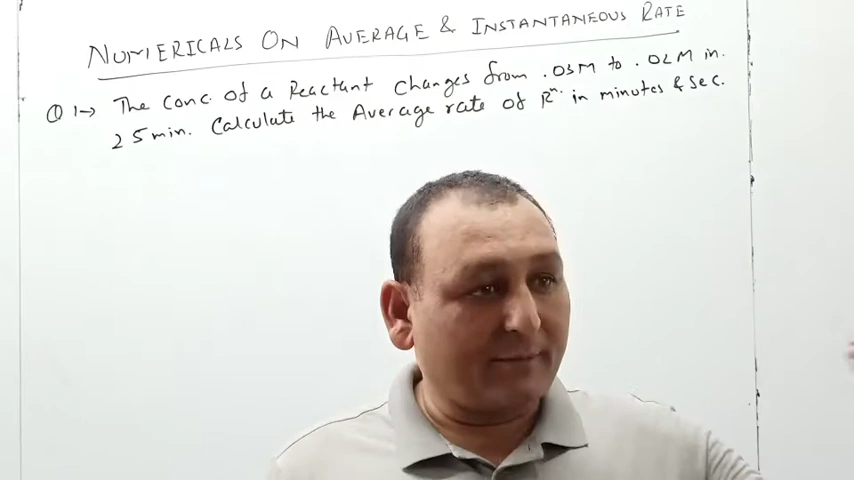 NUMERICALS ON AVERAGE & INSTANTANEOUS RATE
Q 1→ The conc. of a Reactant changes from .03M to .02M in.
25min. Calculate the Average rate of Rⁿ. in minutes & Sec.